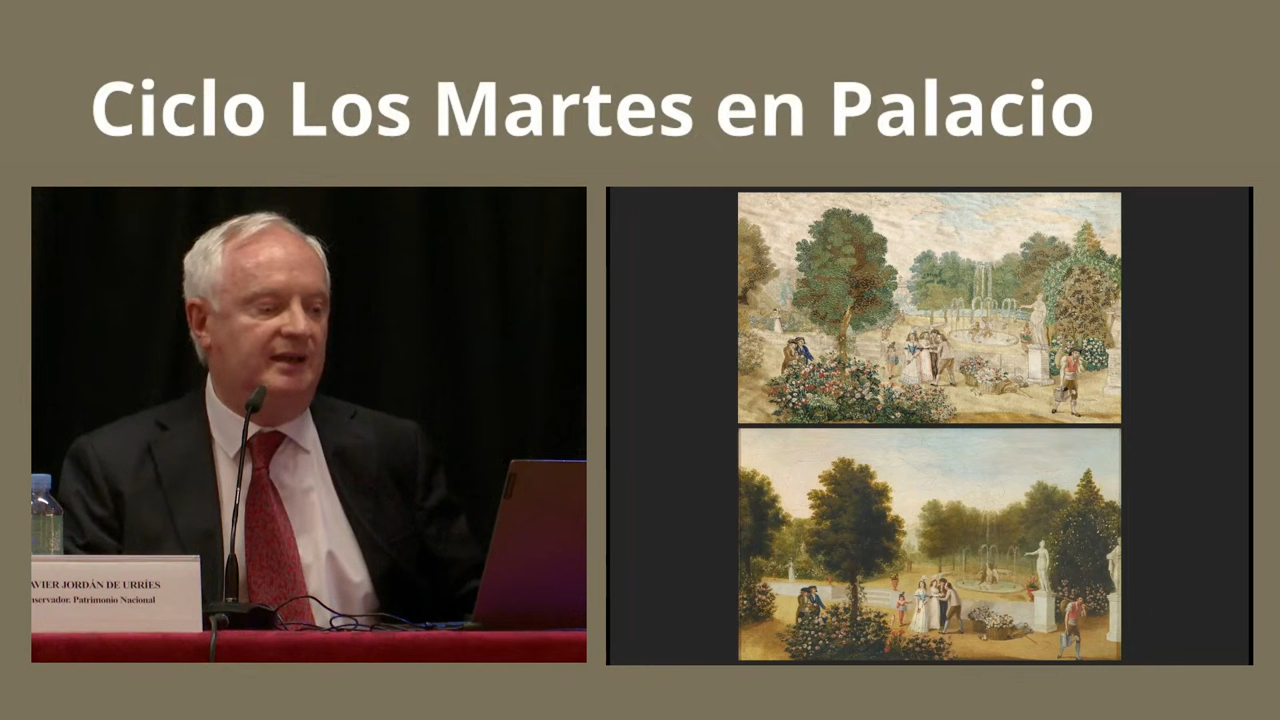 Ciclo Los Martes en Palacio
AVIER JORDÁN DE URRÍES
nservador. Patrimonio Nacional